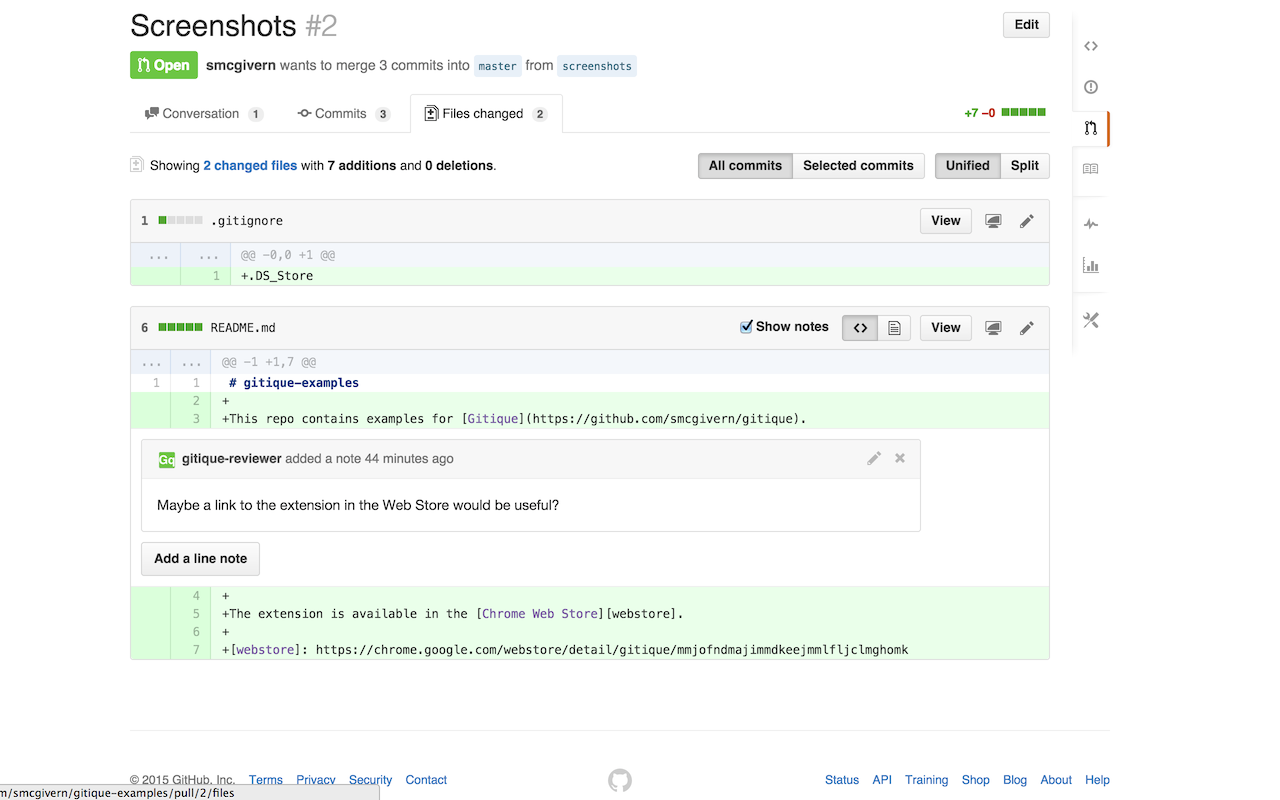 Screenshots #2
Edit
Open smcgivern wants to merge 3 commits into master from screenshots
Conversation 1 Commits 3 Files changed 2 +7 −0
Showing 2 changed files with 7 additions and 0 deletions. All commits Selected commits Unified Split
1 .gitignore View
... ... @@ -0,0 +1 @@
1 +.DS_Store
6 README.md Show notes <> View
... ... @@ -1 +1,7 @@
1 1 # gitique-examples
2 +
3 +This repo contains examples for [Gitique](https://github.com/smcgivern/gitique).
Gq gitique-reviewer added a note 44 minutes ago
Maybe a link to the extension in the Web Store would be useful?
Add a line note
4 +
5 +The extension is available in the [Chrome Web Store][webstore].
6 +
7 +[webstore]: https://chrome.google.com/webstore/detail/gitique/mmjofndmajimmdkeejmmlfljclmghomk
© 2015 GitHub, Inc. Terms Privacy Security Contact Status API Training Shop Blog About Help
m/smcgivern/gitique-examples/pull/2/files